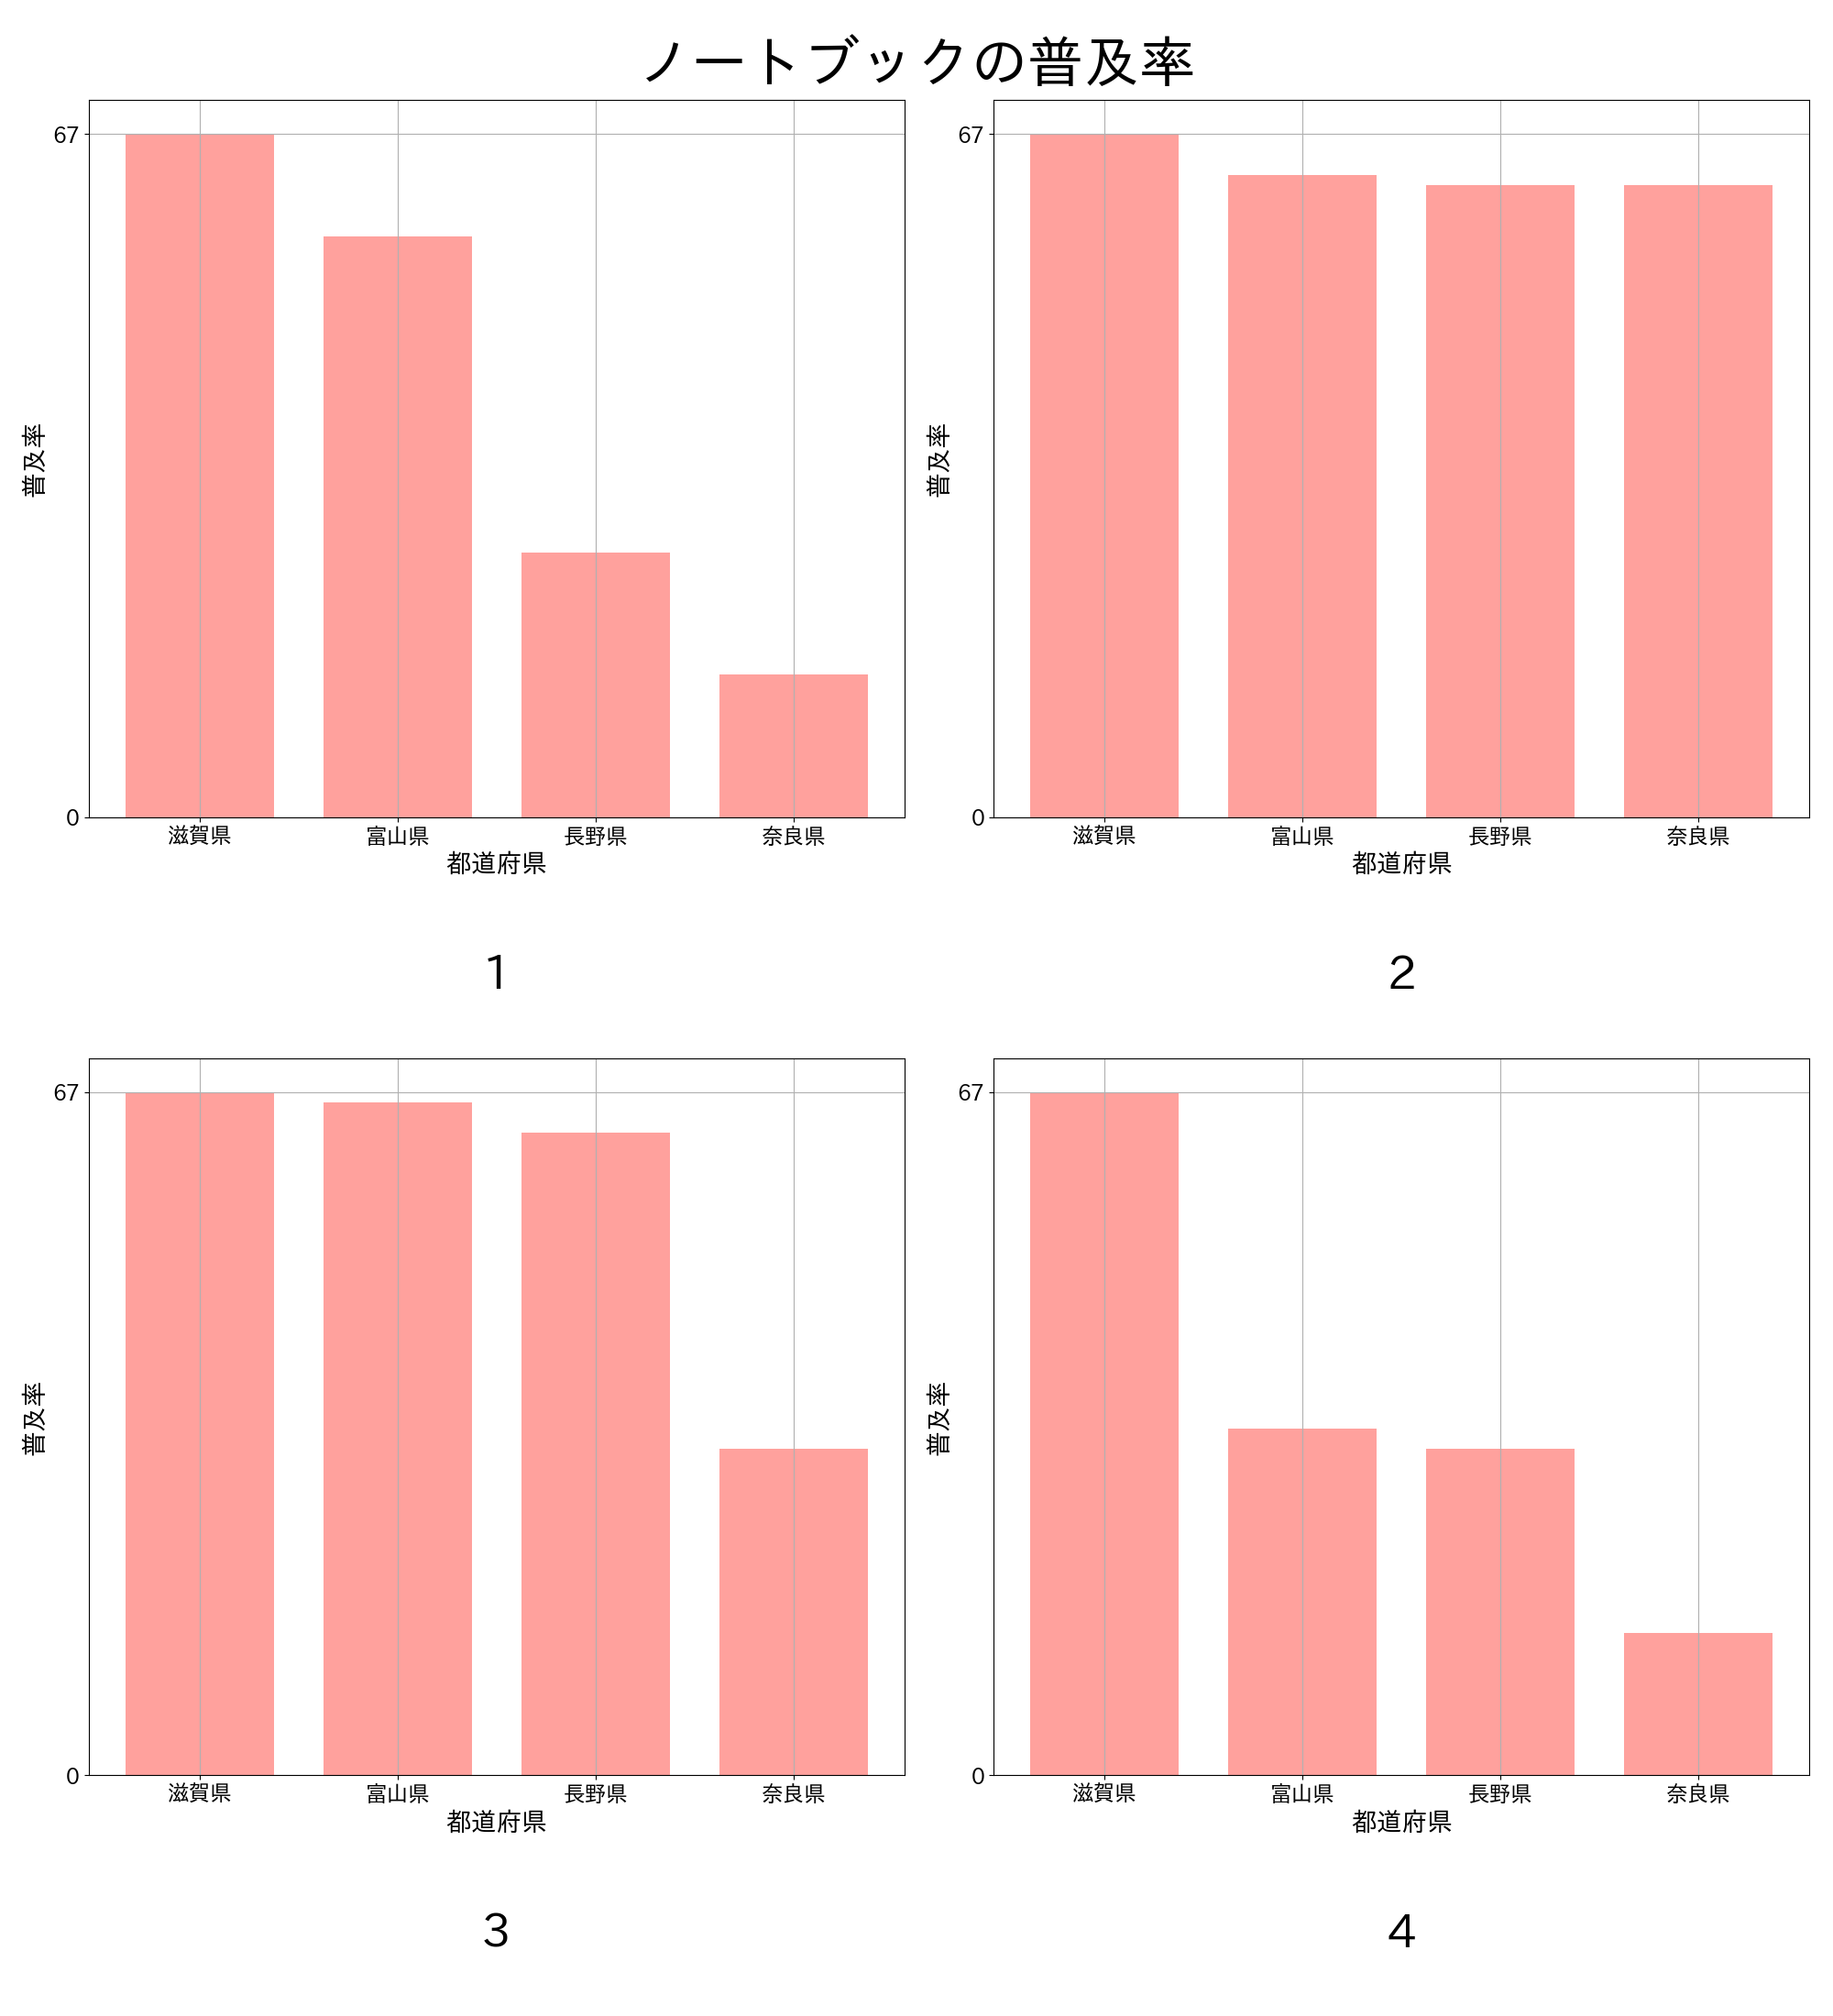 ノートブックの普及率
67
0
普及率
滋賀県 富山県 長野県 奈良県
都道府県
1
67
0
普及率
滋賀県 富山県 長野県 奈良県
都道府県
2
67
0
普及率
滋賀県 富山県 長野県 奈良県
都道府県
3
67
0
普及率
滋賀県 富山県 長野県 奈良県
都道府県
4